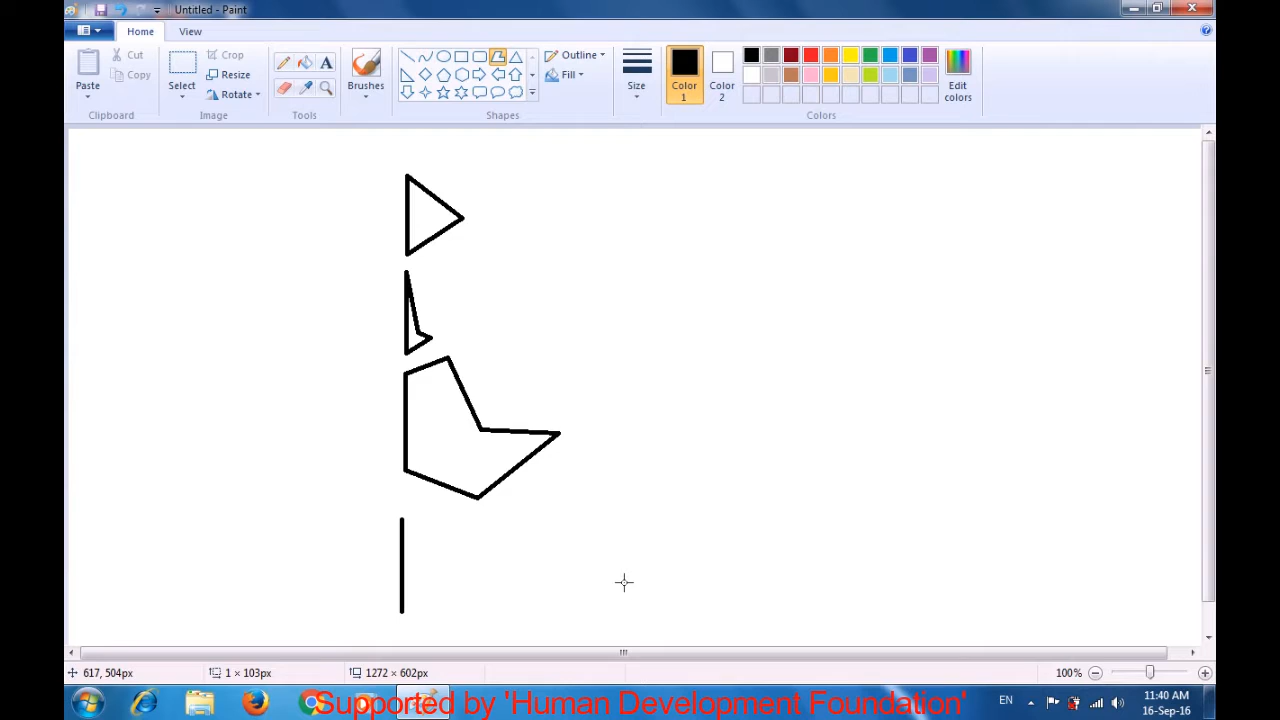 Untitled - Paint
Home View
Cut
Copy
Paste
Clipboard
Crop
Resize
Rotate
Select
Image
Tools
Brushes
Shapes
Outline
Fill
Size
Color 1
Color 2
Edit colors
Colors
617, 504px
1 × 103px
1272 × 602px
100%
Supported by 'Human Development Foundation'
EN
11:40 AM
16-Sep-16